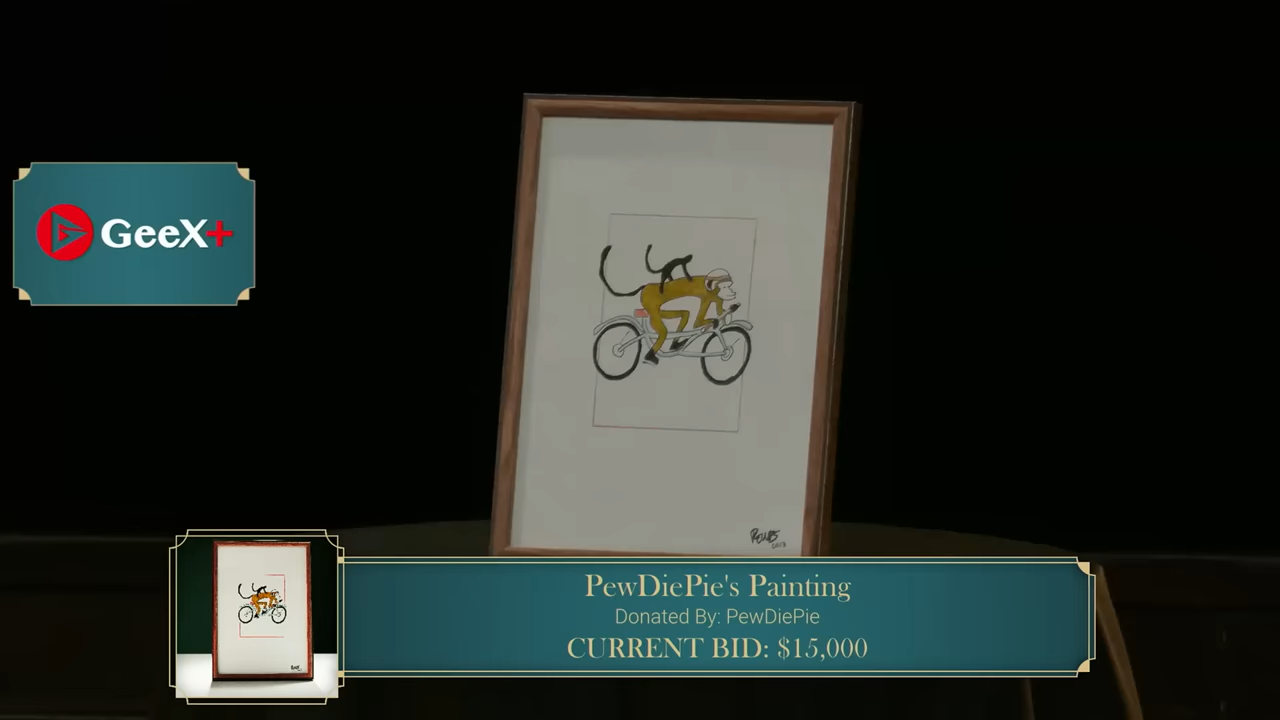 GeeX+
PewDiePie's Painting
Donated By: PewDiePie
CURRENT BID: $15,000